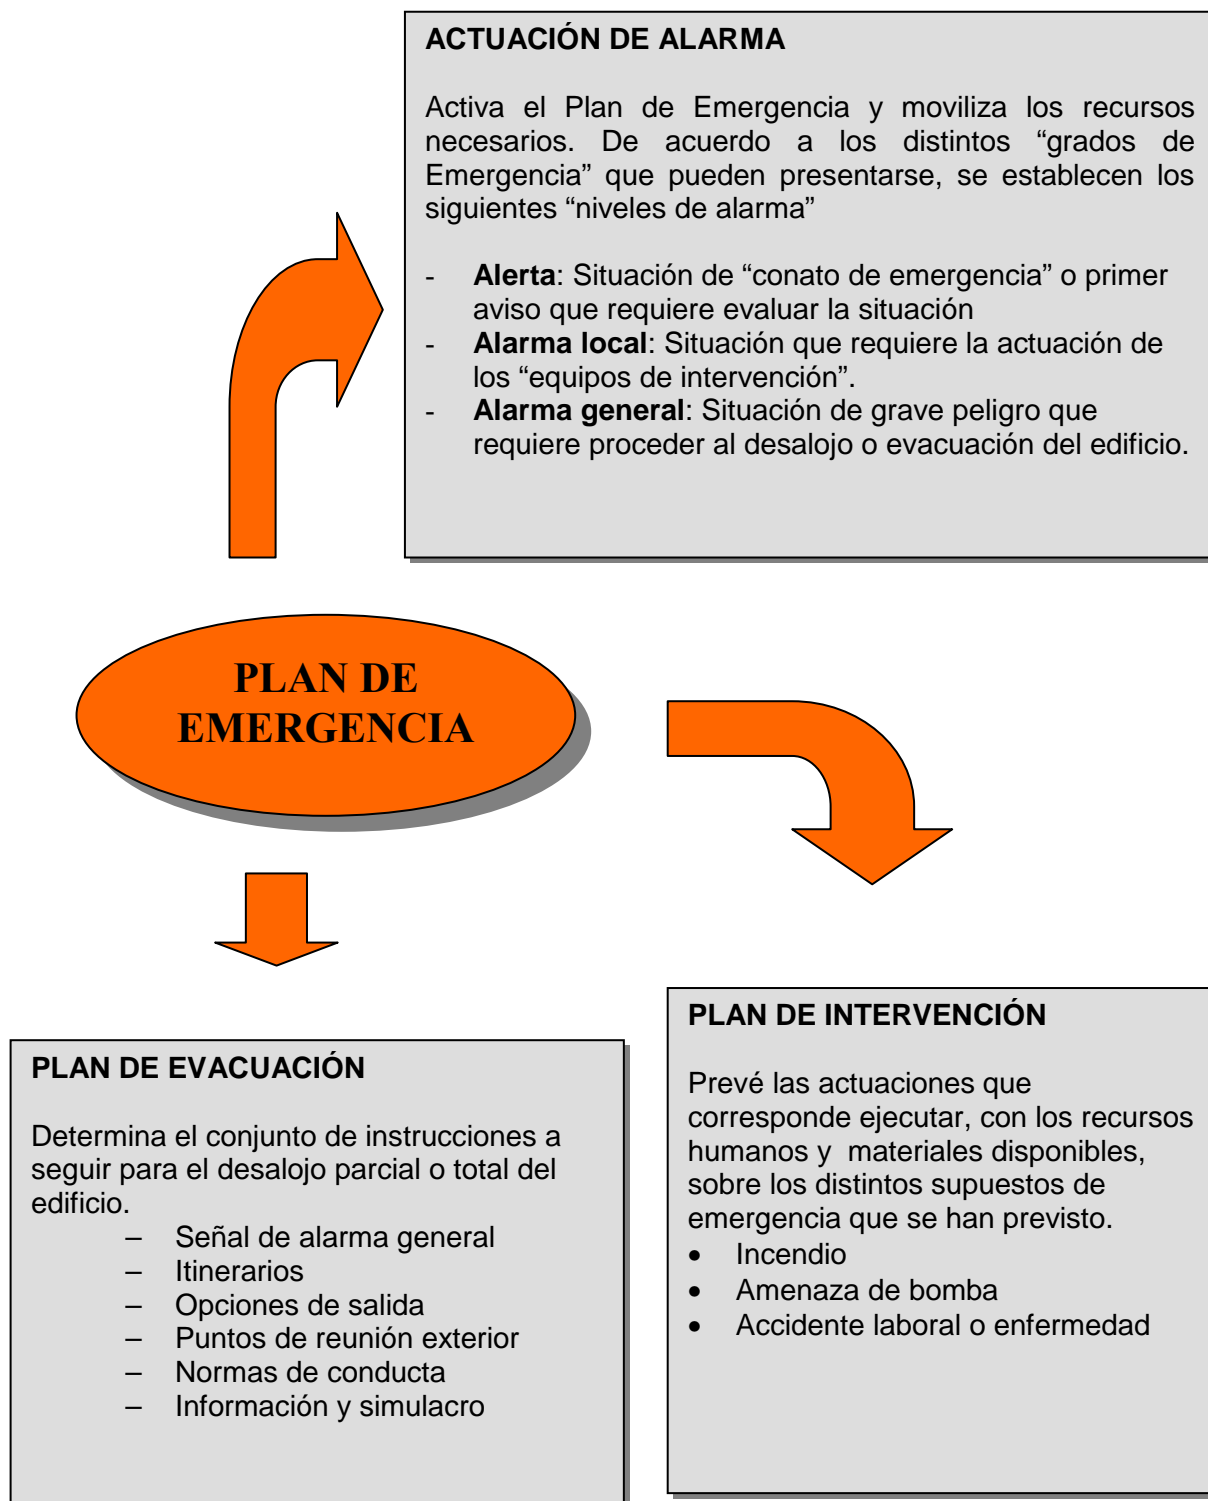 ACTUACIÓN DE ALARMA
Activa el Plan de Emergencia y moviliza los recursos
necesarios. De acuerdo a los distintos “grados de
Emergencia” que pueden presentarse, se establecen los
siguientes “niveles de alarma”
- Alerta: Situación de “conato de emergencia” o primer
aviso que requiere evaluar la situación
- Alarma local: Situación que requiere la actuación de
los “equipos de intervención”.
- Alarma general: Situación de grave peligro que
requiere proceder al desalojo o evacuación del edificio.
PLAN DE
EMERGENCIA
PLAN DE EVACUACIÓN
Determina el conjunto de instrucciones a
seguir para el desalojo parcial o total del
edificio.
– Señal de alarma general
– Itinerarios
– Opciones de salida
– Puntos de reunión exterior
– Normas de conducta
– Información y simulacro
PLAN DE INTERVENCIÓN
Prevé las actuaciones que
corresponde ejecutar, con los recursos
humanos y materiales disponibles,
sobre los distintos supuestos de
emergencia que se han previsto.
• Incendio
• Amenaza de bomba
• Accidente laboral o enfermedad